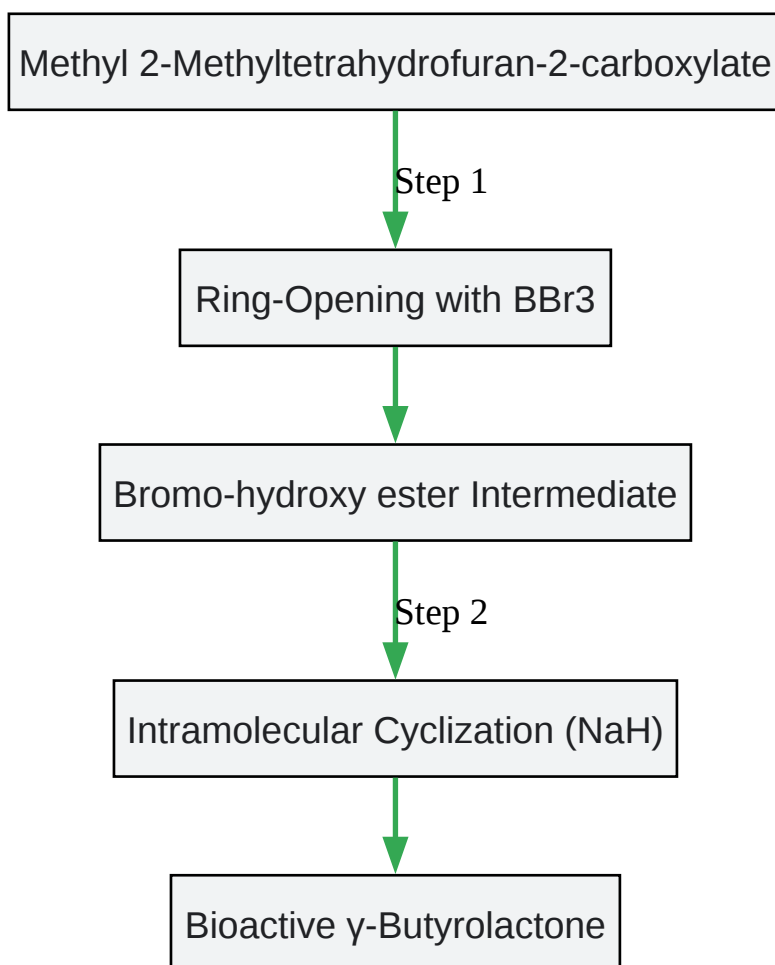 Methyl 2-Methyltetrahydrofuran-2-carboxylate
Step 1
Ring-Opening with BBr3
Bromo-hydroxy ester Intermediate
Step 2
Intramolecular Cyclization (NaH)
Bioactive γ-Butyrolactone